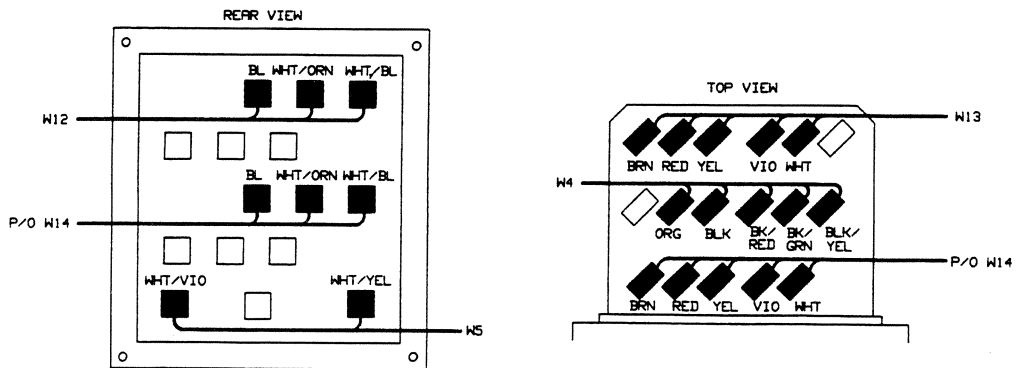 REAR VIEW
BL WHT/ORN WHT/BL
W12
BL WHT/ORN WHT/BL
P/O W14
WHT/VIO WHT/YEL
W5
TOP VIEW
W13
BRN RED YEL VIO WHT
W4
ORG BLK BK/RED BK/GRN BLK/YEL
P/O W14
BRN RED YEL VIO WHT